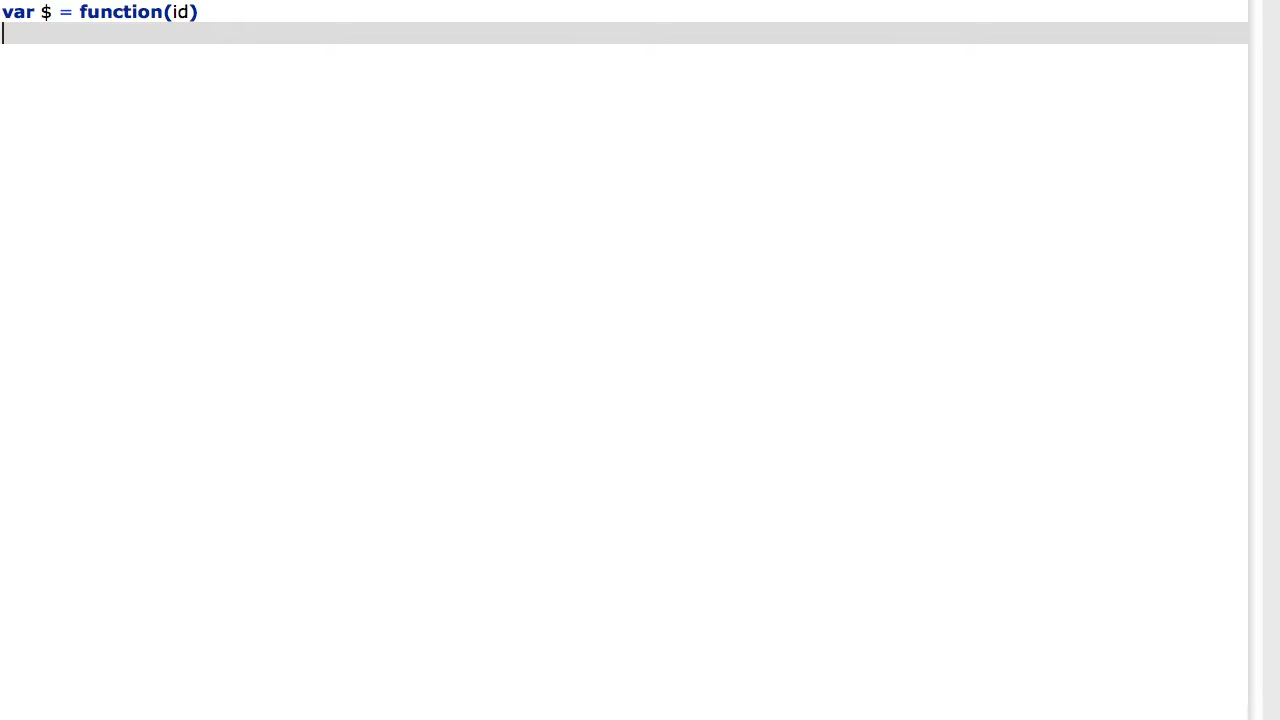 var $ = function(id)